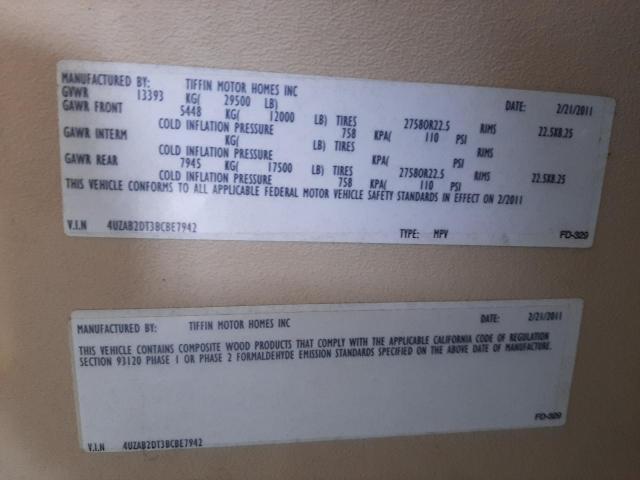 MANUFACTURED BY: TIFFIN MOTOR HOMES INC DATE: 2/21/2011
GVWR 13393 KG( 29500 LB)
GAWR FRONT 5448 KG( 12000 LB) TIRES 27580R22.5 RIMS 22.5X8.25
COLD INFLATION PRESSURE 758 KPA( 110 PSI
GAWR INTERM KG( LB) TIRES RIMS
COLD INFLATION PRESSURE KPA( PSI
GAWR REAR 7945 KG( 17500 LB) TIRES 27580R22.5 RIMS 22.5X8.25
COLD INFLATION PRESSURE 758 KPA( 110 PSI
THIS VEHICLE CONFORMS TO ALL APPLICABLE FEDERAL MOTOR VEHICLE SAFETY STANDARDS IN EFFECT ON 2/2011
V.I.N 4UZAB2DT3BCBE7942 TYPE: MPV FD-329
MANUFACTURED BY: TIFFIN MOTOR HOMES INC DATE: 2/21/2011
THIS VEHICLE CONTAINS COMPOSITE WOOD PRODUCTS THAT COMPLY WITH THE APPLICABLE CALIFORNIA CODE OF REGULATION
SECTION 93120 PHASE 1 OR PHASE 2 FORMALDEHYDE EMISSION STANDARDS SPECIFIED ON THE ABOVE DATE OF MANUFACTURE.
FD-329
V.I.N 4UZAB2DT3BCBE7942